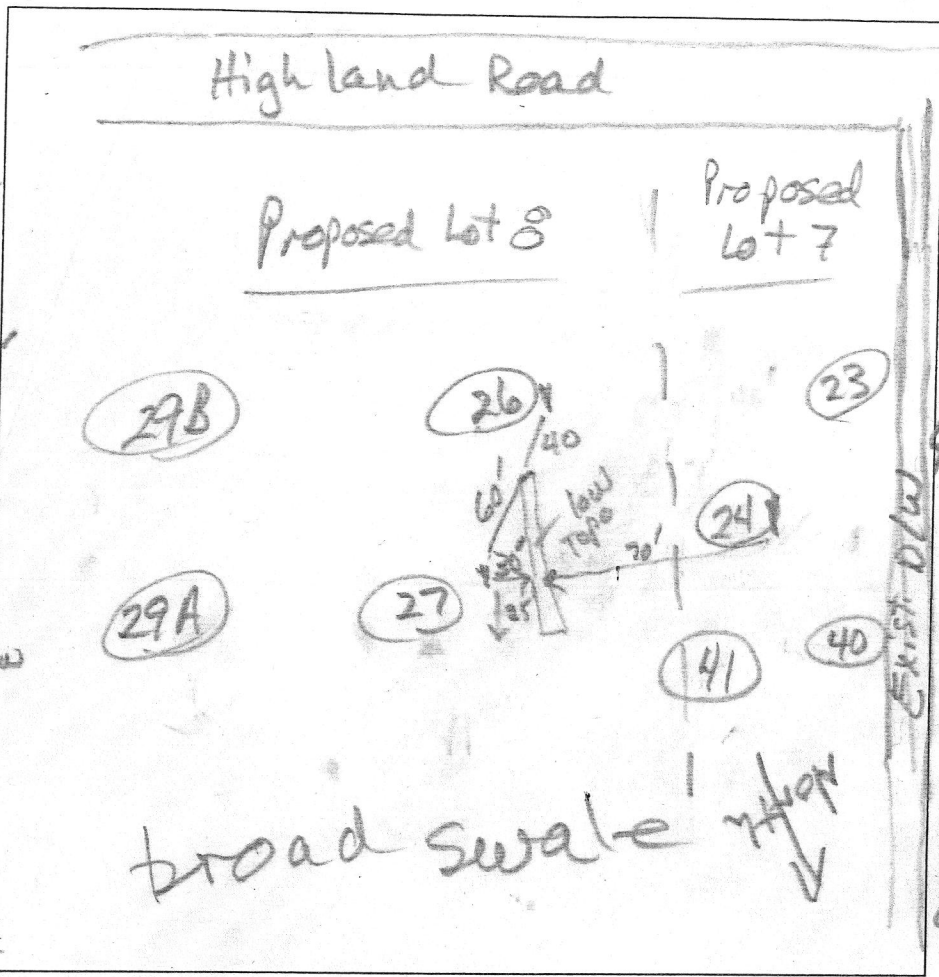 Highland Road
Proposed Lot 8
Proposed
Lot 7
29B
26
23
40
60'
low
Topo
24
70'
25
29A
27
41
40
Exist. D/W
broad swale
North